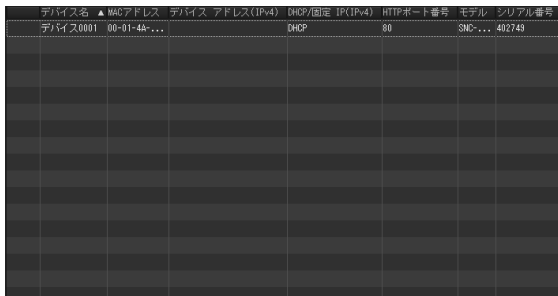 デバイス名 ▲ MACアドレス デバイス アドレス(IPv4) DHCP/固定 IP(IPv4) HTTPポート番号 モデル シリアル番号
デバイス0001 00-01-4A-... DHCP 80 SNC-... 402749